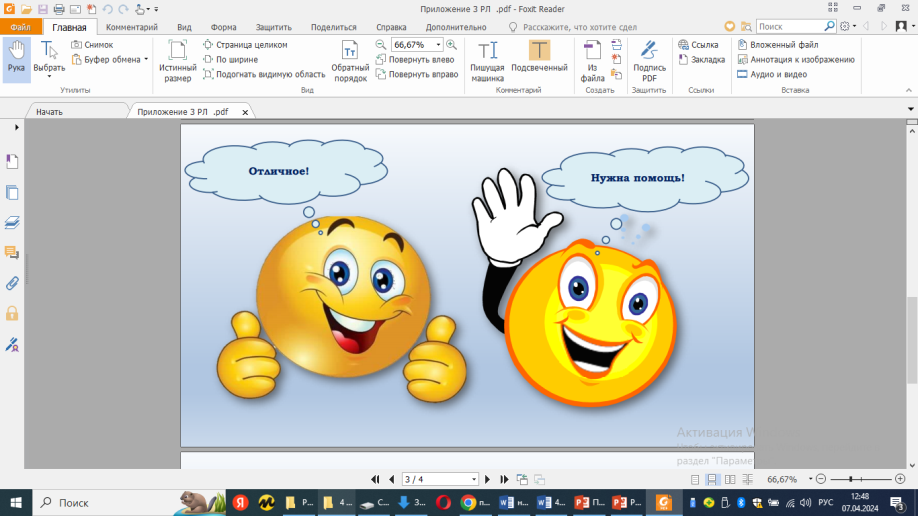 Приложение 3 РЛ .pdf - Foxit Reader
Файл Главная Комментарий Вид Форма Защитить Поделиться Справка Дополнительно Расскажите, что хотите сдел Поиск
Рука
Выбрать
Снимок
Буфер обмена
Утилиты
Истинный размер
Страница целиком
По ширине
Подогнать видимую область
Обратный порядок
66,67%
Повернуть влево
Повернуть вправо
Вид
Пишущая машинка
Подсвеченный
Комментарий
Из файла
Создать
Подпись PDF
Защитить
Ссылка
Закладка
Ссылки
Вложенный файл
Аннотация к изображению
Аудио и видео
Вставка
Начать
Приложение 3 РЛ .pdf
Отличное!
Нужна помощь!
Активация
раздел "Параме
3 / 4
66,67%
Поиск
РУС
12:48
07.04.2024